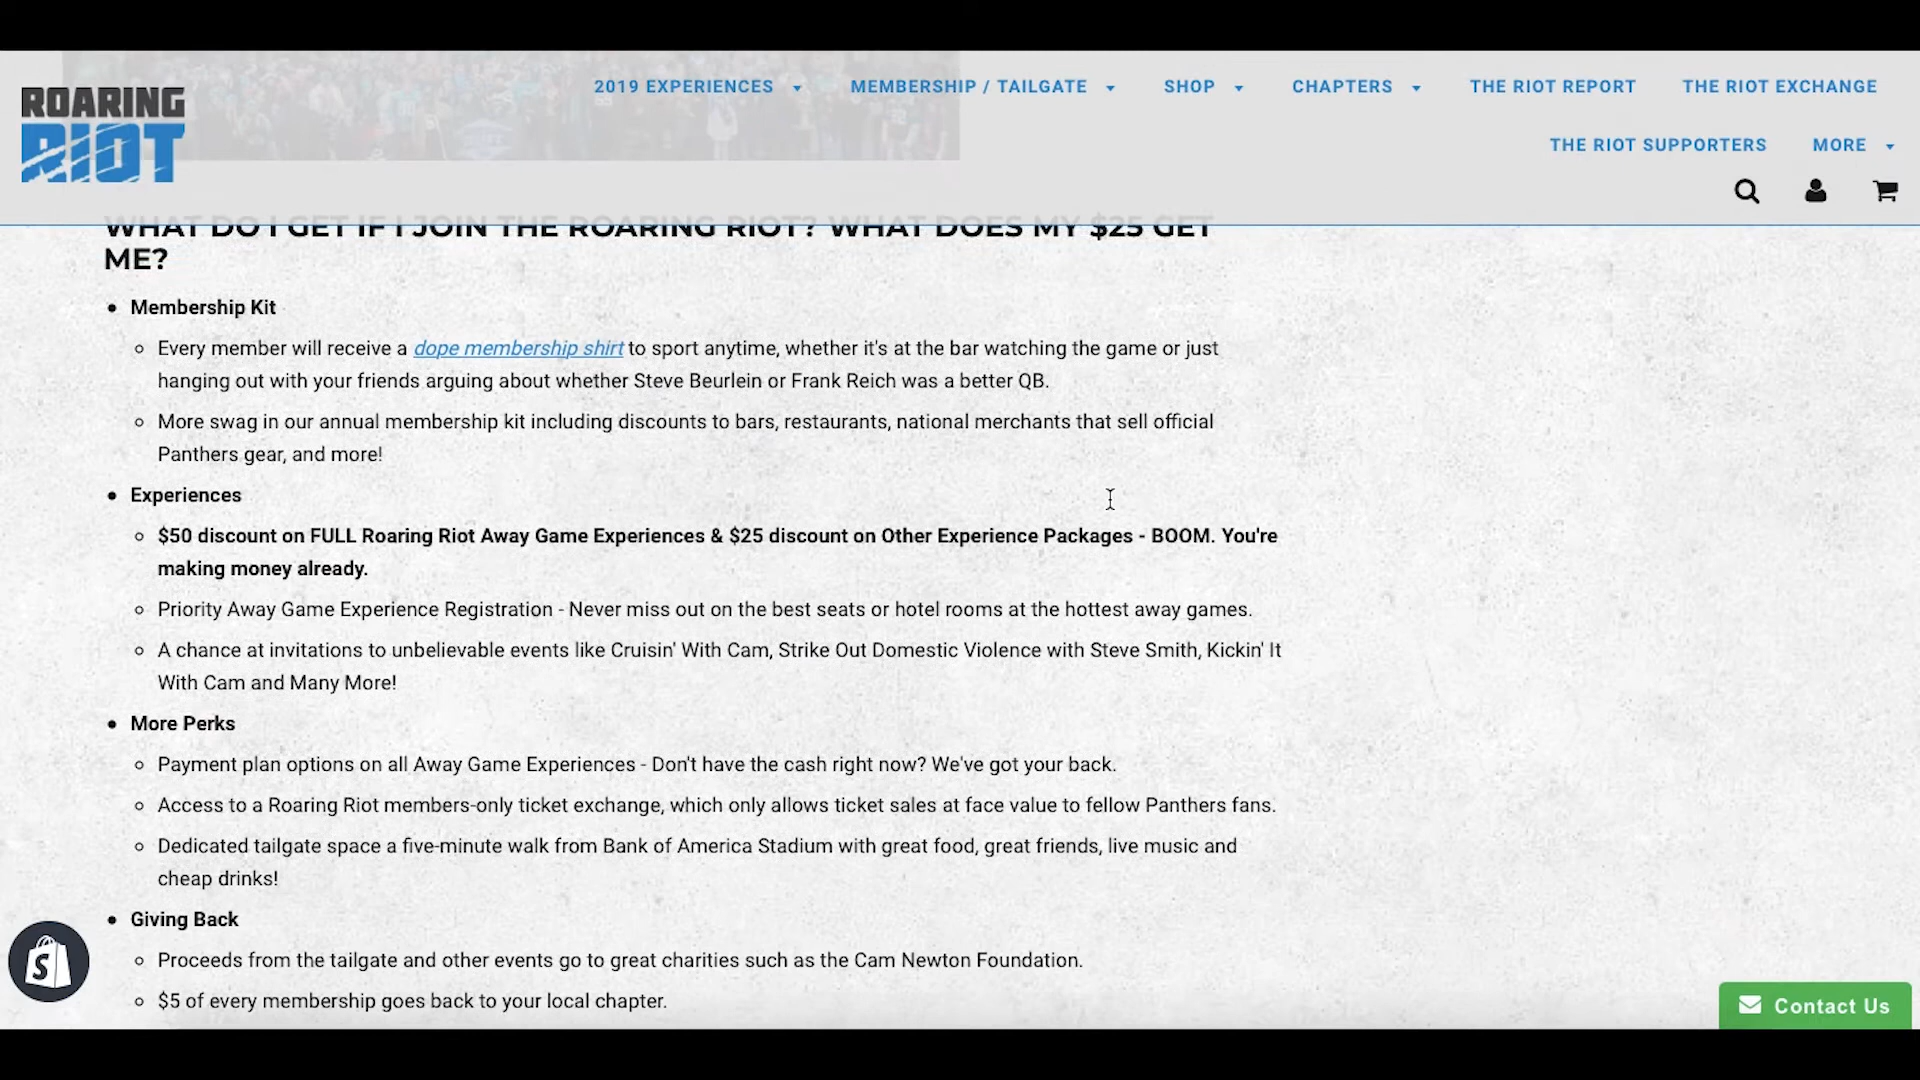 ROARING
RIOT
2019 EXPERIENCES
MEMBERSHIP / TAILGATE
SHOP
CHAPTERS
THE RIOT REPORT
THE RIOT EXCHANGE
THE RIOT SUPPORTERS
MORE
WHAT DO I GET IF I JOIN THE ROARING RIOT? WHAT DOES MY $25 GET
ME?
Membership Kit
Every member will receive a dope membership shirt to sport anytime, whether it's at the bar watching the game or just
hanging out with your friends arguing about whether Steve Beurlein or Frank Reich was a better QB.
More swag in our annual membership kit including discounts to bars, restaurants, national merchants that sell official
Panthers gear, and more!
Experiences
$50 discount on FULL Roaring Riot Away Game Experiences & $25 discount on Other Experience Packages - BOOM. You're
making money already.
Priority Away Game Experience Registration - Never miss out on the best seats or hotel rooms at the hottest away games.
A chance at invitations to unbelievable events like Cruisin' With Cam, Strike Out Domestic Violence with Steve Smith, Kickin' It
With Cam and Many More!
More Perks
Payment plan options on all Away Game Experiences - Don't have the cash right now? We've got your back.
Access to a Roaring Riot members-only ticket exchange, which only allows ticket sales at face value to fellow Panthers fans.
Dedicated tailgate space a five-minute walk from Bank of America Stadium with great food, great friends, live music and
cheap drinks!
Giving Back
Proceeds from the tailgate and other events go to great charities such as the Cam Newton Foundation.
$5 of every membership goes back to your local chapter.
Contact Us